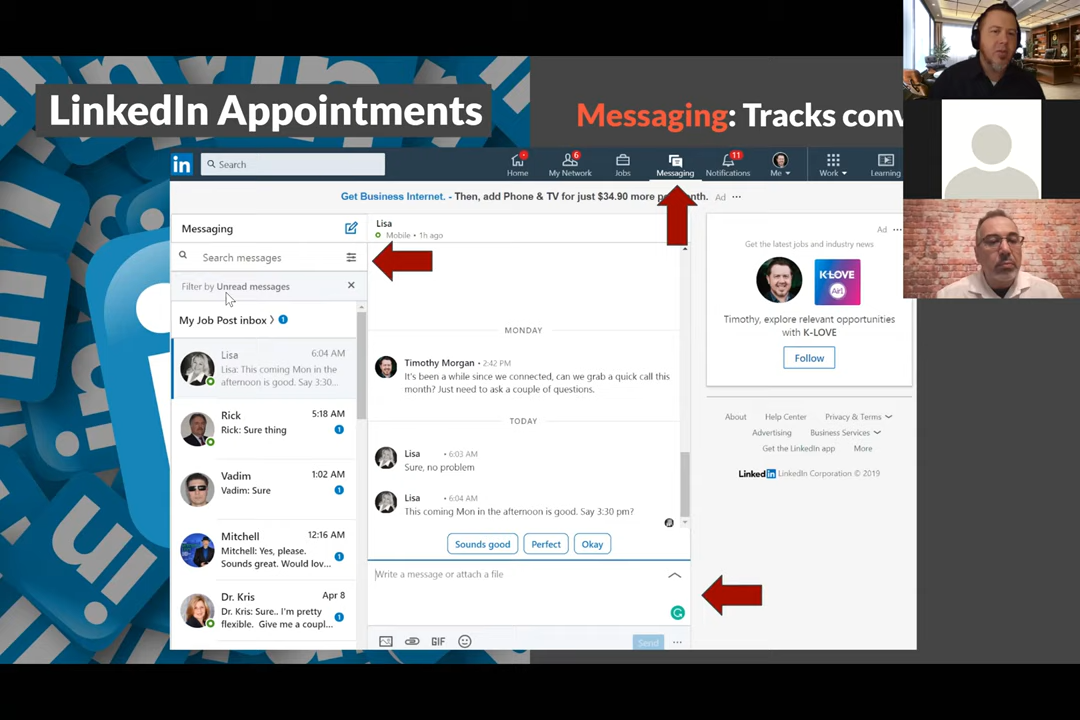 LinkedIn Appointments
Messaging: Tracks conv
in
Search
6
11
Home
My Network
Jobs
Messaging
Notifications
Me
Work
Learning
Get Business Internet. - Then, add Phone & TV for just $34.90 more per month. Ad
Messaging
Search messages
Filter by Unread messages
My Job Post inbox 1
Lisa 6:04 AM
Lisa: This coming Mon in the
afternoon is good. Say 3:30...
Rick 5:18 AM
Rick: Sure thing 1
Vadim 1:02 AM
Vadim: Sure 1
Mitchell 12:16 AM
Mitchell: Yes, please.
Sounds great. Would lov... 1
Dr. Kris Apr 8
Dr. Kris: Sure.. I'm pretty
flexible. Give me a coupl... 1
Lisa
Mobile • 1h ago
MONDAY
Timothy Morgan • 2:42 PM
It's been a while since we connected, can we grab a quick call this
month? Just need to ask a couple of questions.
TODAY
Lisa • 6:03 AM
Sure, no problem
Lisa • 6:04 AM
This coming Mon in the afternoon is good. Say 3:30 pm?
Sounds good
Perfect
Okay
Write a message or attach a file
GIF
Send
Ad
Get the latest jobs and industry news
K-LOVE
Air1
Timothy, explore relevant opportunities
with K-LOVE
Follow
About Help Center Privacy & Terms
Advertising Business Services
Get the LinkedIn app More
LinkedIn LinkedIn Corporation © 2019